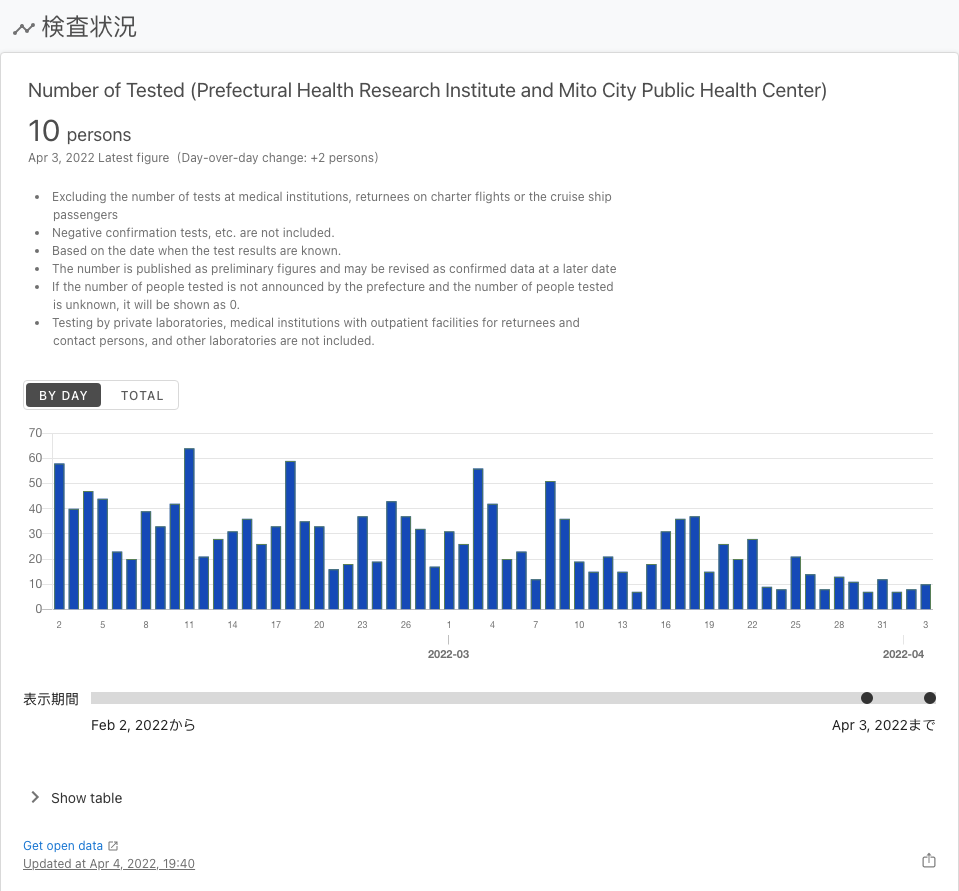 検査状況
Number of Tested (Prefectural Health Research Institute and Mito City Public Health Center)
10 persons
Apr 3, 2022 Latest figure (Day-over-day change: +2 persons)
• Excluding the number of tests at medical institutions, returnees on charter flights or the cruise ship
passengers
• Negative confirmation tests, etc. are not included.
• Based on the date when the test results are known.
• The number is published as preliminary figures and may be revised as confirmed data at a later date
• If the number of people tested is not announced by the prefecture and the number of people tested
is unknown, it will be shown as 0.
• Testing by private laboratories, medical institutions with outpatient facilities for returnees and
contact persons, and other laboratories are not included.
BY DAY TOTAL
70
60
50
40
30
20
10
0
2 5 8 11 14 17 20 23 26 1 4 7 10 13 16 19 22 25 28 31 3
2022-03 2022-04
表示期間
Feb 2, 2022から Apr 3, 2022まで
Show table
Get open data
Updated at Apr 4, 2022, 19:40